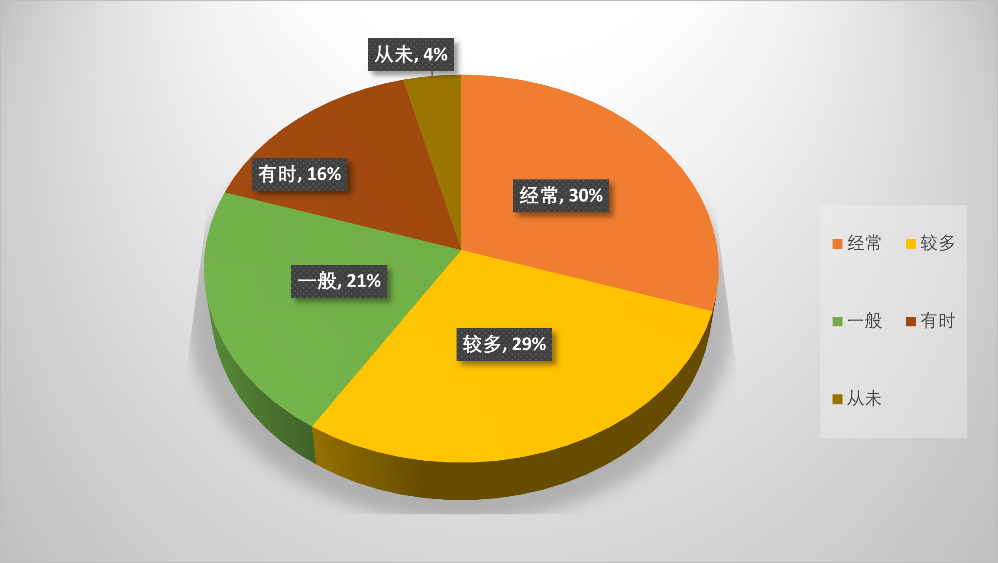 从未, 4%
有时, 16%
经常, 30%
一般, 21%
较多, 29%
经常 较多
一般 有时
从未